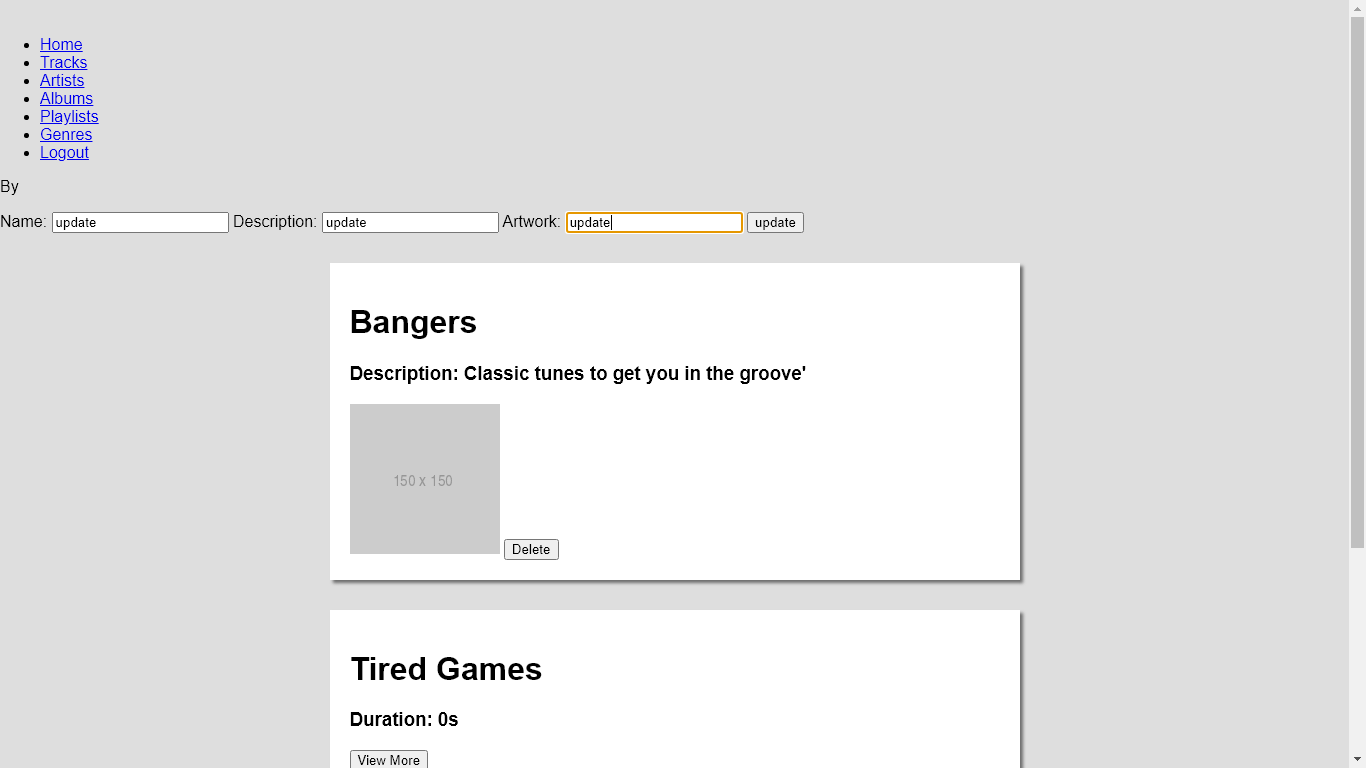 Home
Tracks
Artists
Albums
Playlists
Genres
Logout
By
Name: update Description: update Artwork: update update
Bangers
Description: Classic tunes to get you in the groove'
150 x 150
Delete
Tired Games
Duration: 0s
View More